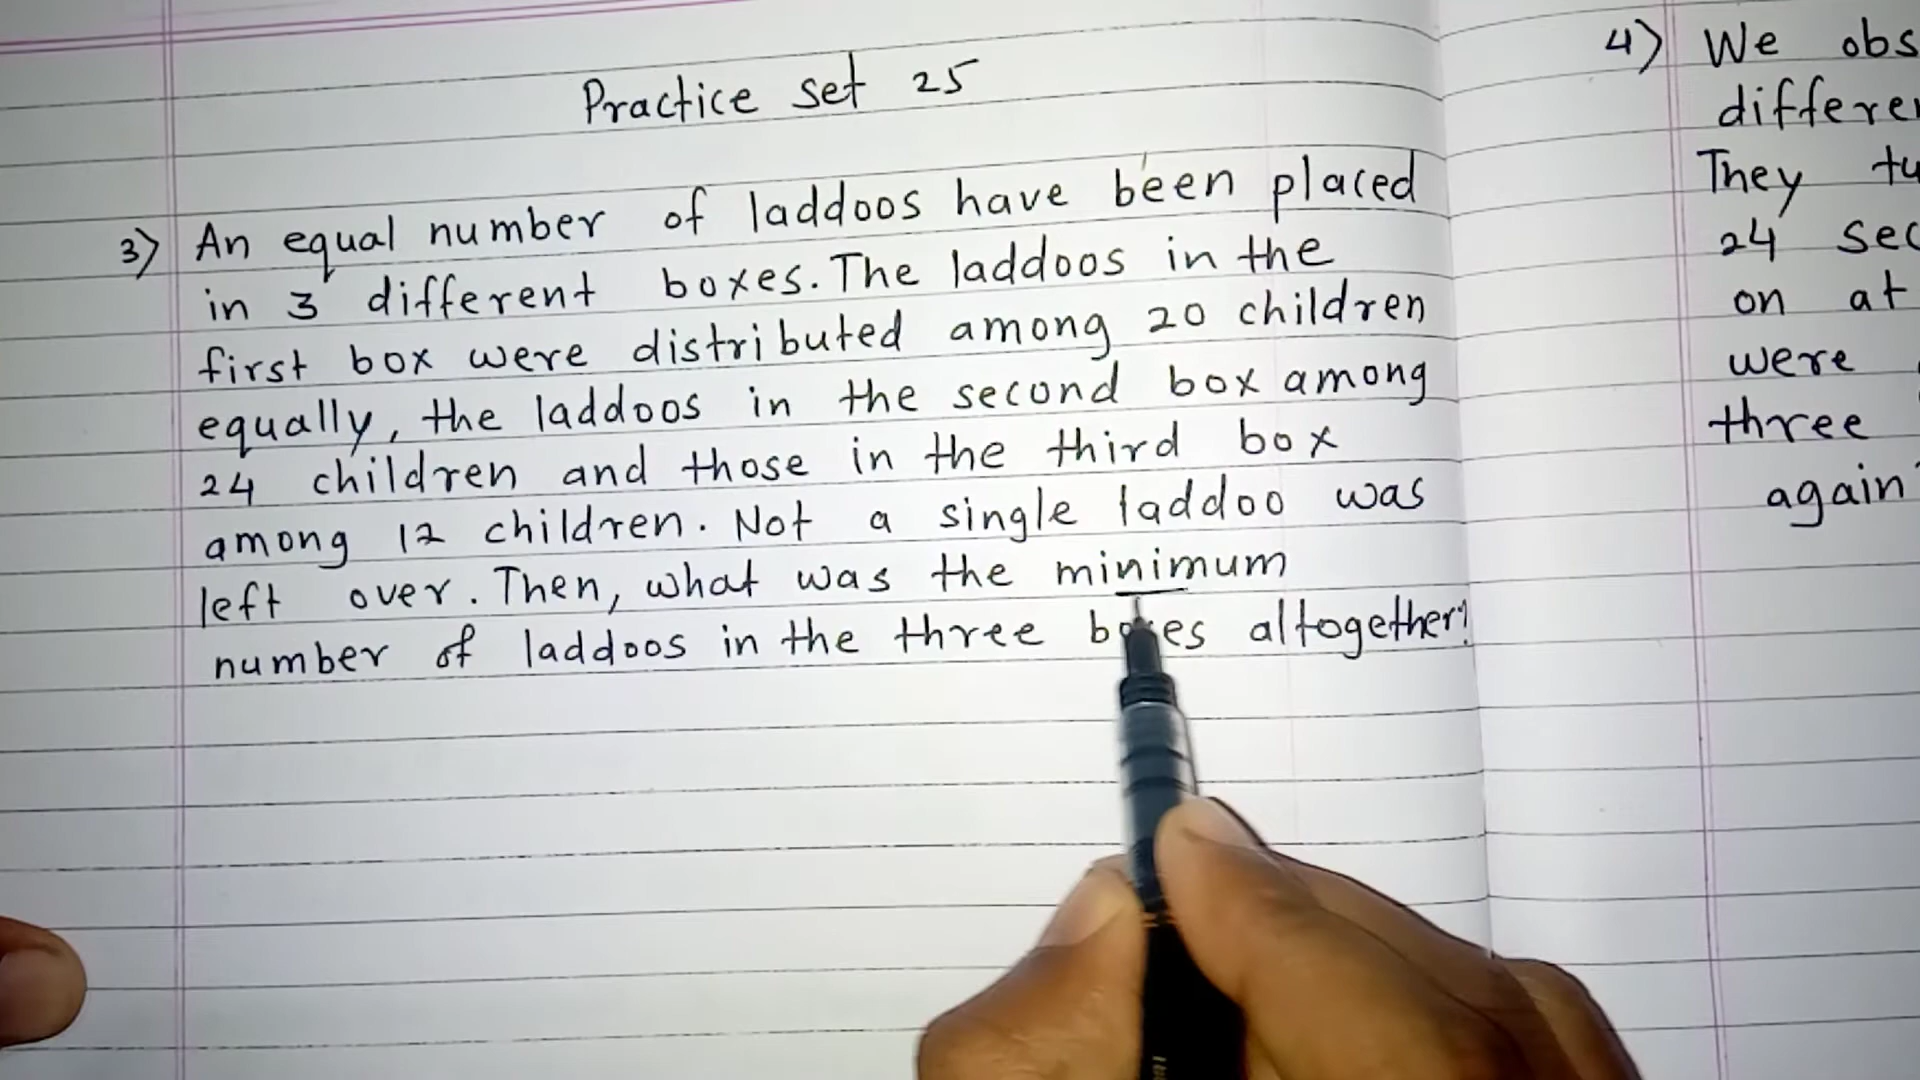 Practice set 25
3) An equal number of laddoos have been placed
in 3 different boxes. The laddoos in the
first box were distributed among 20 children
equally, the laddoos in the second box among
24 children and those in the third box
among 12 children. Not a single laddoo was
left over. Then, what was the minimum
number of laddoos in the three boxes altogether?
4) We obs
differe
They tu
24 sec
on at
were
three
again